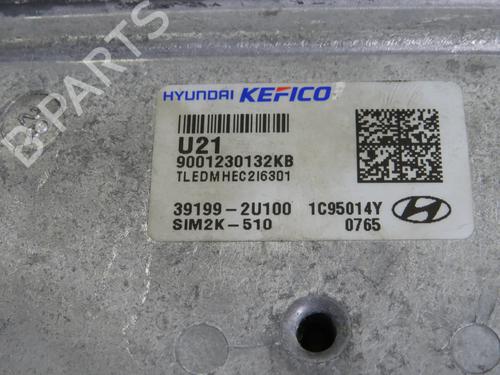 B-PARTS
HYUNDAI KEFICO
U21
9001230132KB
TLEDMHEC2I6301
39199-2U100 1C95014Y
SIM2K-510 0765